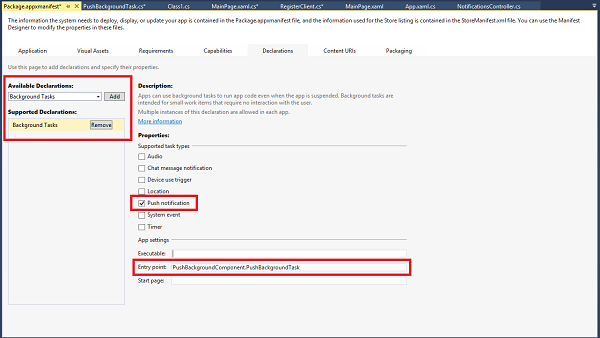 Package.appxmanifest* PushBackgroundTask.cs* Class1.cs MainPage.xaml.cs* RegisterClient.cs* MainPage.xaml App.xaml.cs NotificationsController.cs
The information the system needs to deploy, display, or update your app is contained in the Package.appxmanifest file, and the information used for the Store listing is contained in the StoreManifest.xml file. You can use the Manifest
Designer to modify the properties in these files.
Application Visual Assets Requirements Capabilities Declarations Content URIs Packaging
Use this page to add declarations and specify their properties.
Available Declarations:
Background Tasks Add
Supported Declarations:
Background Tasks Remove
Description:
Apps can use background tasks to run app code even when the app is suspended. Background tasks are
intended for small work items that require no interaction with the user.
Multiple instances of this declaration are allowed in each app.
More information
Properties:
Supported task types
Audio
Chat message notification
Device use trigger
Location
Push notification
System event
Timer
App settings
Executable:
Entry point: PushBackgroundComponent.PushBackgroundTask
Start page: